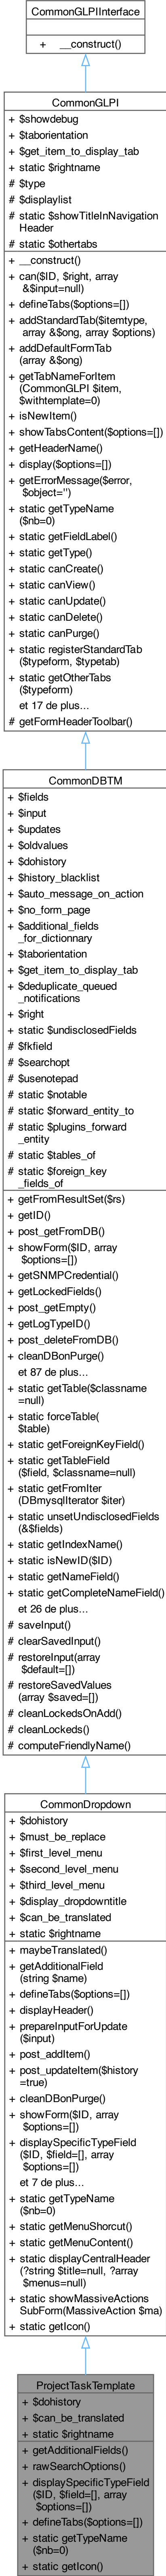 CommonGLPIInterface
+ __construct()
CommonGLPI
+ $showdebug
+ $taborientation
+ $get_item_to_display_tab
+ static $rightname
# $type
# $displaylist
# static $showTitleInNavigation
Header
# static $othertabs
+ __construct()
+ can($ID, $right, array
&$input=null)
+ defineTabs($options=[])
+ addStandardTab($itemtype,
array &$ong, array $options)
+ addDefaultFormTab
(array &$ong)
+ getTabNameForItem
(CommonGLPI $item,
$withtemplate=0)
+ isNewItem()
+ showTabsContent($options=[])
+ getHeaderName()
+ display($options=[])
+ getErrorMessage($error,
$object='')
+ static getTypeName
($nb=0)
+ static getFieldLabel()
+ static getType()
+ static canCreate()
+ static canView()
+ static canUpdate()
+ static canDelete()
+ static canPurge()
+ static registerStandardTab
($typeform, $typetab)
+ static getOtherTabs
($typeform)
et 17 de plus...
# getFormHeaderToolbar()
CommonDBTM
+ $fields
+ $input
+ $updates
+ $oldvalues
+ $dohistory
+ $history_blacklist
+ $auto_message_on_action
+ $no_form_page
+ $additional_fields
_for_dictionnary
+ $taborientation
+ $get_item_to_display_tab
+ $deduplicate_queued
_notifications
+ $right
+ static $undisclosedFields
# $fkfield
# $searchopt
# $usenotepad
# static $notable
# static $forward_entity_to
# static $plugins_forward
_entity
# static $tables_of
# static $foreign_key
_fields_of
+ getFromResultSet($rs)
+ getID()
+ post_getFromDB()
+ showForm($ID, array
$options=[])
+ getSNMPCredential()
+ getLockedFields()
+ post_getEmpty()
+ getLogTypeID()
+ post_deleteFromDB()
+ cleanDBonPurge()
et 87 de plus...
+ static getTable($classname
=null)
+ static forceTable(
$table)
+ static getForeignKeyField()
+ static getTableField
($field, $classname=null)
+ static getFromIter
(DBmysqlIterator $iter)
+ static unsetUndisclosedFields
(&$fields)
+ static getIndexName()
+ static isNewID($ID)
+ static getNameField()
+ static getCompleteNameField()
et 26 de plus...
# saveInput()
# clearSavedInput()
# restoreInput(array
$default=[])
# restoreSavedValues
(array $saved=[])
# cleanLockedsOnAdd()
# cleanLockeds()
# computeFriendlyName()
CommonDropdown
+ $dohistory
+ $must_be_replace
+ $first_level_menu
+ $second_level_menu
+ $third_level_menu
+ $display_dropdowntitle
+ $can_be_translated
+ static $rightname
+ maybeTranslated()
+ getAdditionalField
(string $name)
+ defineTabs($options=[])
+ displayHeader()
+ prepareInputForUpdate
($input)
+ post_addItem()
+ post_updateItem($history
=true)
+ cleanDBonPurge()
+ showForm($ID, array
$options=[])
+ displaySpecificTypeField
($ID, $field=[], array
$options=[])
et 7 de plus...
+ static getTypeName
($nb=0)
+ static getMenuShorcut()
+ static getMenuContent()
+ static displayCentralHeader
(?string $title=null, ?array
$menus=null)
+ static showMassiveActions
SubForm(MassiveAction $ma)
+ static getIcon()
ProjectTaskTemplate
+ $dohistory
+ $can_be_translated
+ static $rightname
+ getAdditionalFields()
+ rawSearchOptions()
+ displaySpecificTypeField
($ID, $field=[], array
$options=[])
+ defineTabs($options=[])
+ static getTypeName
($nb=0)
+ static getIcon()